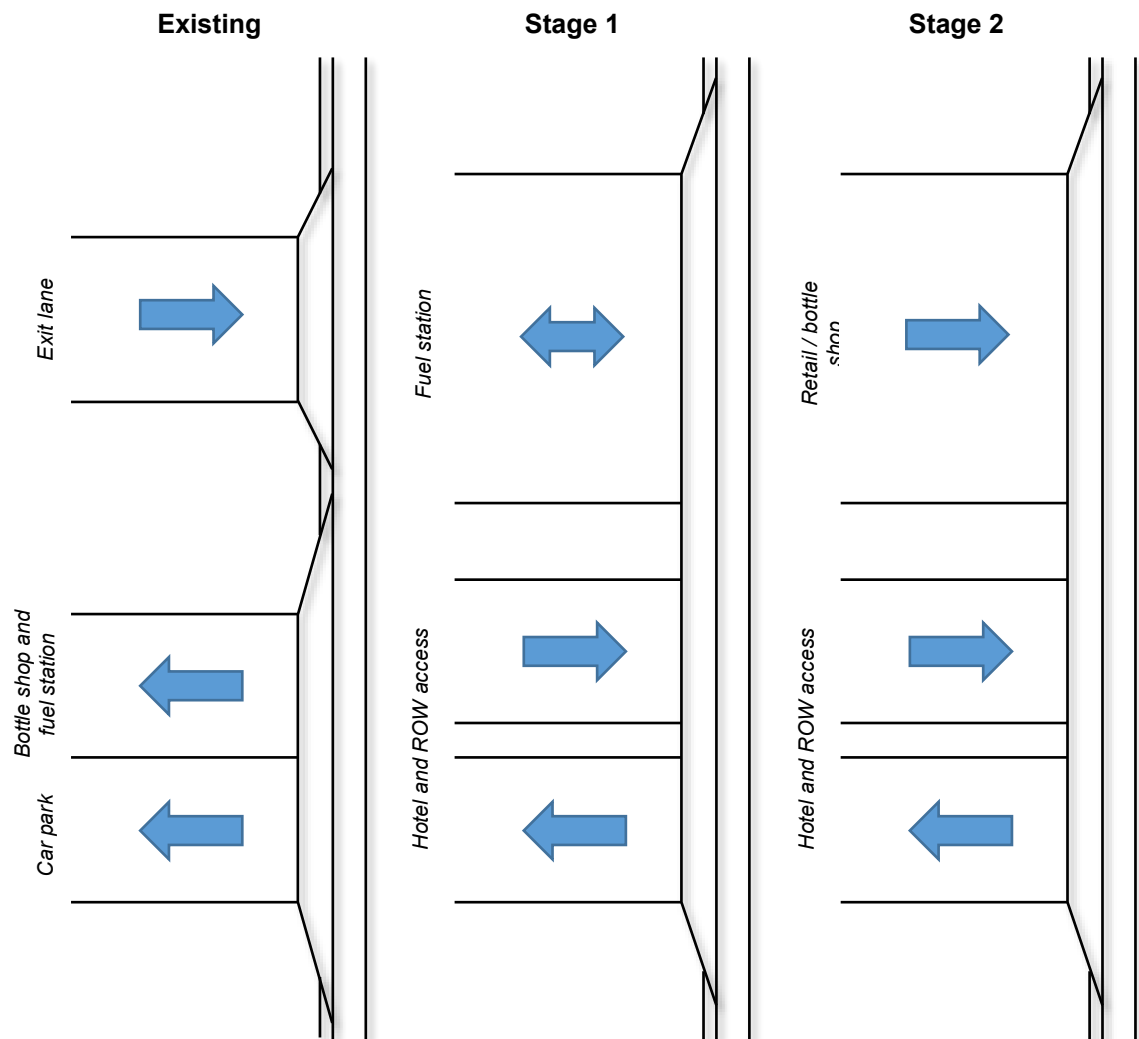 Existing
Stage 1
Stage 2
Exit lane
Bottle shop and
fuel station
Car park
Fuel station
Hotel and ROW access
Retail / bottle
shop
Hotel and ROW access